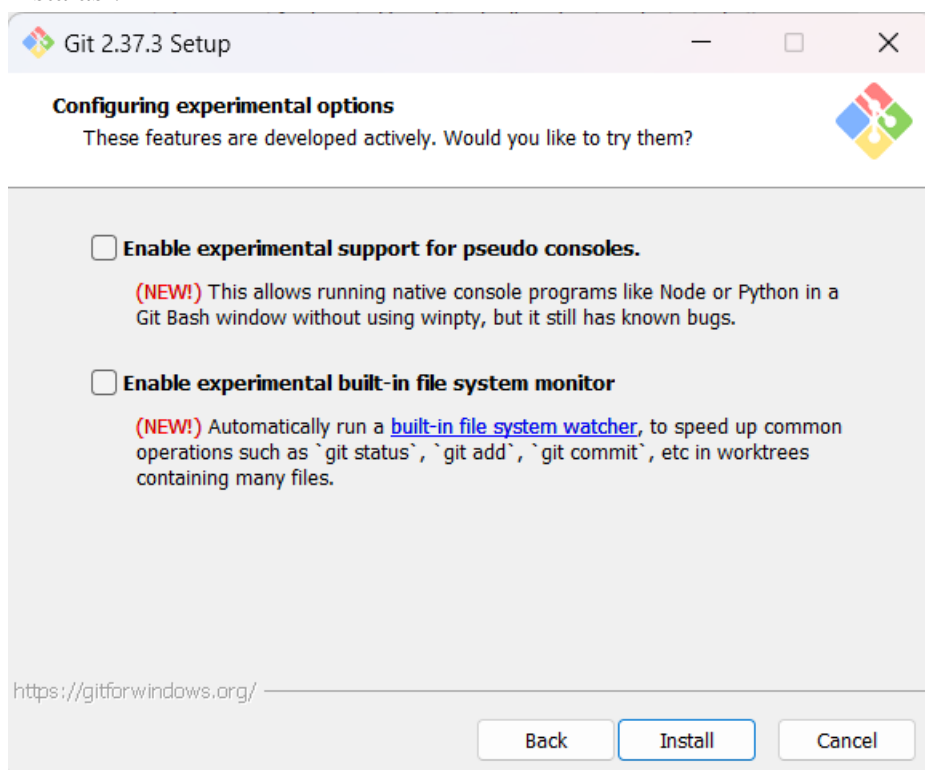 Git 2.37.3 Setup
Configuring experimental options
These features are developed actively. Would you like to try them?
Enable experimental support for pseudo consoles.
(NEW!) This allows running native console programs like Node or Python in a
Git Bash window without using winpty, but it still has known bugs.
Enable experimental built-in file system monitor
(NEW!) Automatically run a built-in file system watcher, to speed up common
operations such as `git status`, `git add`, `git commit`, etc in worktrees
containing many files.
https://gitforwindows.org/
Back Install Cancel